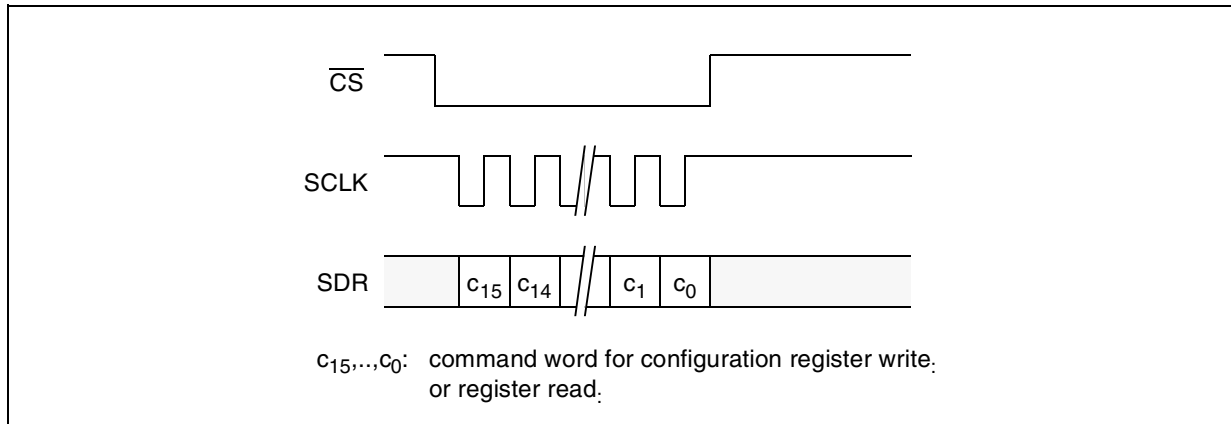 CS
SCLK
SDR
c15 c14 c1 c0
c15,..,c0: command word for configuration register write:
or register read: